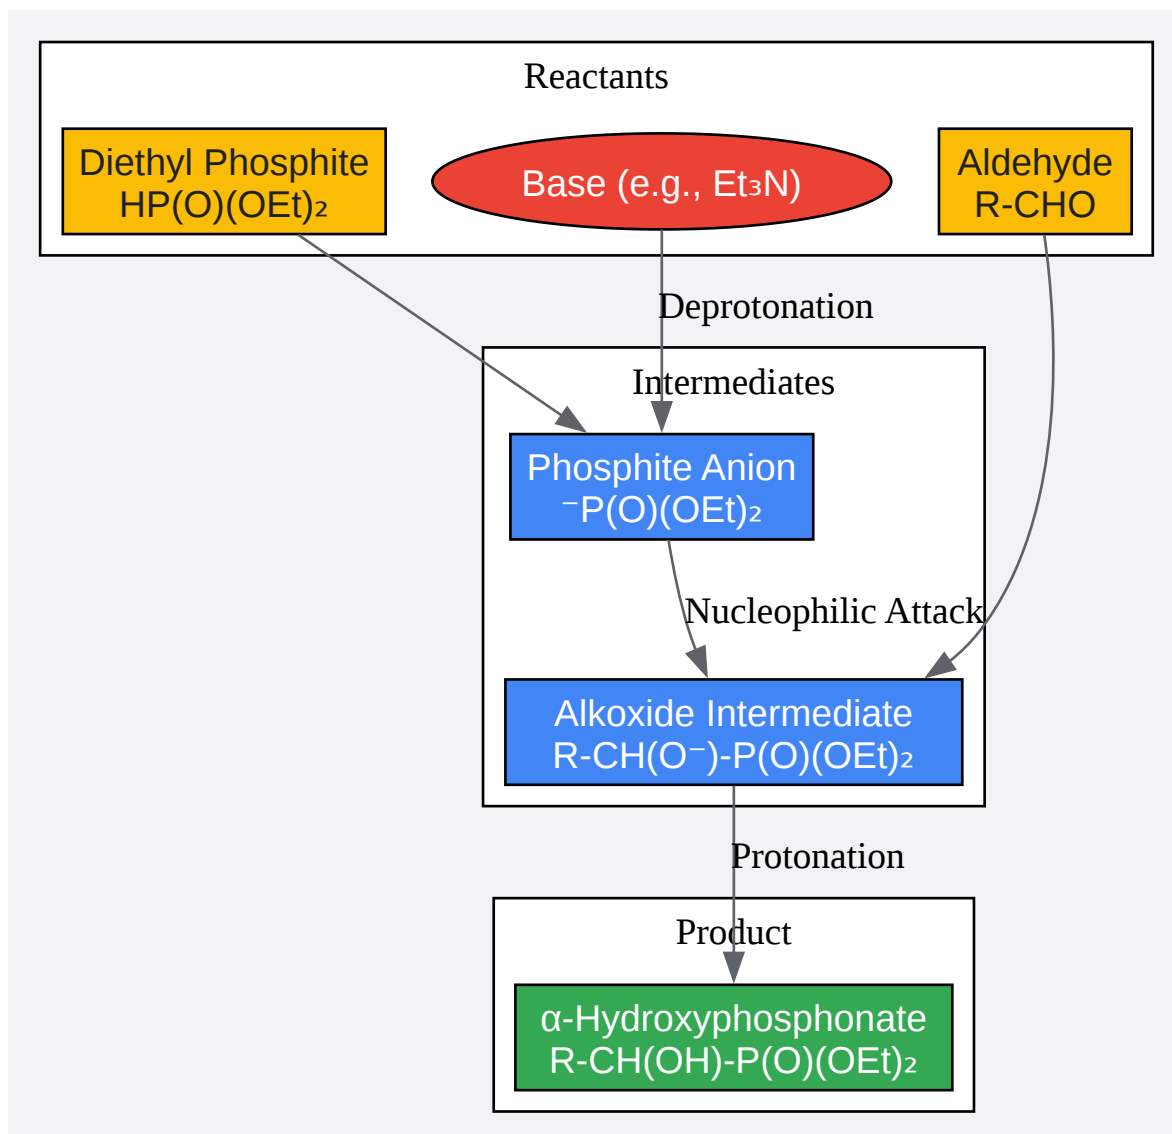 Reactants
Diethyl Phosphite
HP(O)(OEt)₂
Base (e.g., Et₃N)
Aldehyde
R-CHO
Deprotonation
Intermediates
Phosphite Anion
⁻P(O)(OEt)₂
Nucleophilic Attack
Alkoxide Intermediate
R-CH(O⁻)-P(O)(OEt)₂
Protonation
Product
α-Hydroxyphosphonate
R-CH(OH)-P(O)(OEt)₂